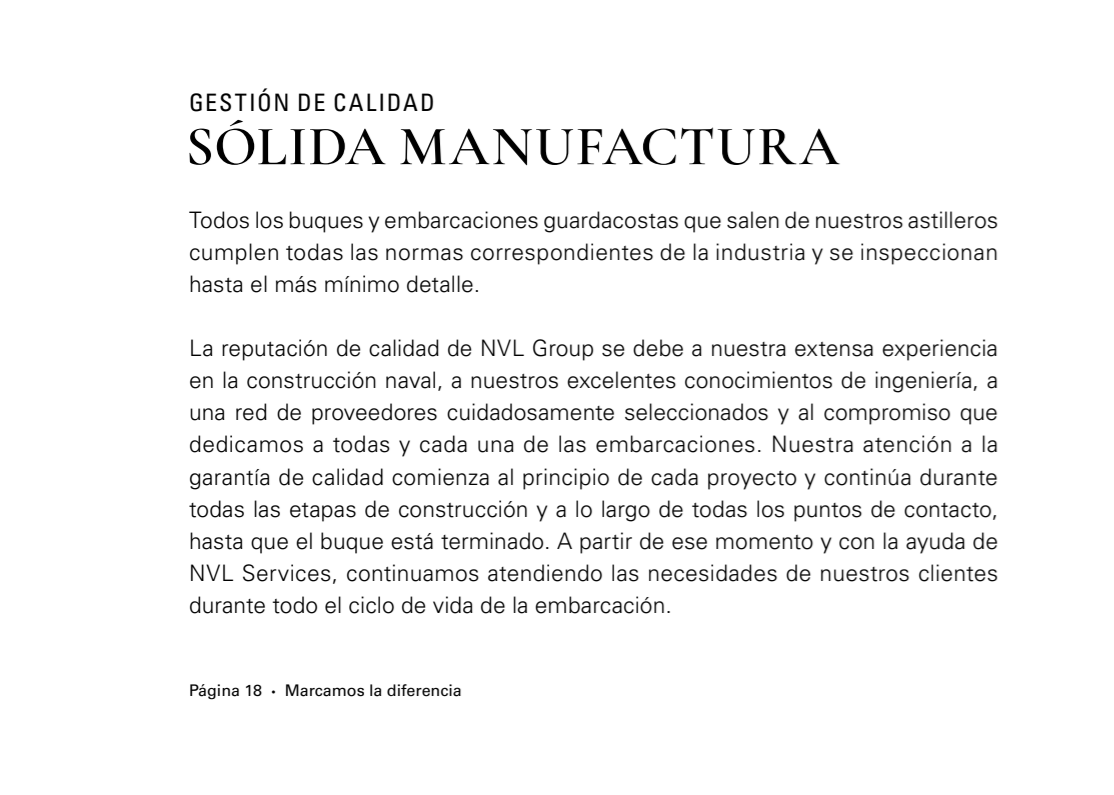 GESTIÓN DE CALIDAD
SÓLIDA MANUFACTURA
Todos los buques y embarcaciones guardacostas que salen de nuestros astilleros
cumplen todas las normas correspondientes de la industria y se inspeccionan
hasta el más mínimo detalle.
La reputación de calidad de NVL Group se debe a nuestra extensa experiencia
en la construcción naval, a nuestros excelentes conocimientos de ingeniería, a
una red de proveedores cuidadosamente seleccionados y al compromiso que
dedicamos a todas y cada una de las embarcaciones. Nuestra atención a la
garantía de calidad comienza al principio de cada proyecto y continúa durante
todas las etapas de construcción y a lo largo de todas los puntos de contacto,
hasta que el buque está terminado. A partir de ese momento y con la ayuda de
NVL Services, continuamos atendiendo las necesidades de nuestros clientes
durante todo el ciclo de vida de la embarcación.
Página 18 • Marcamos la diferencia